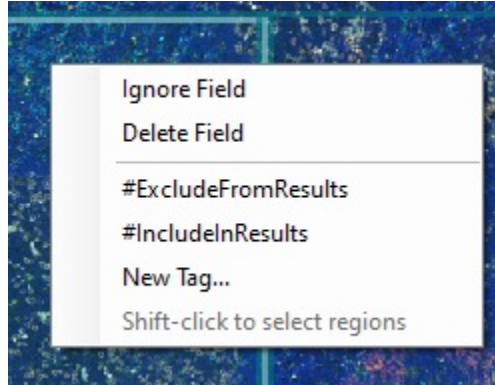 Ignore Field
Delete Field
#ExcludeFromResults
#IncludeInResults
New Tag...
Shift-click to select regions